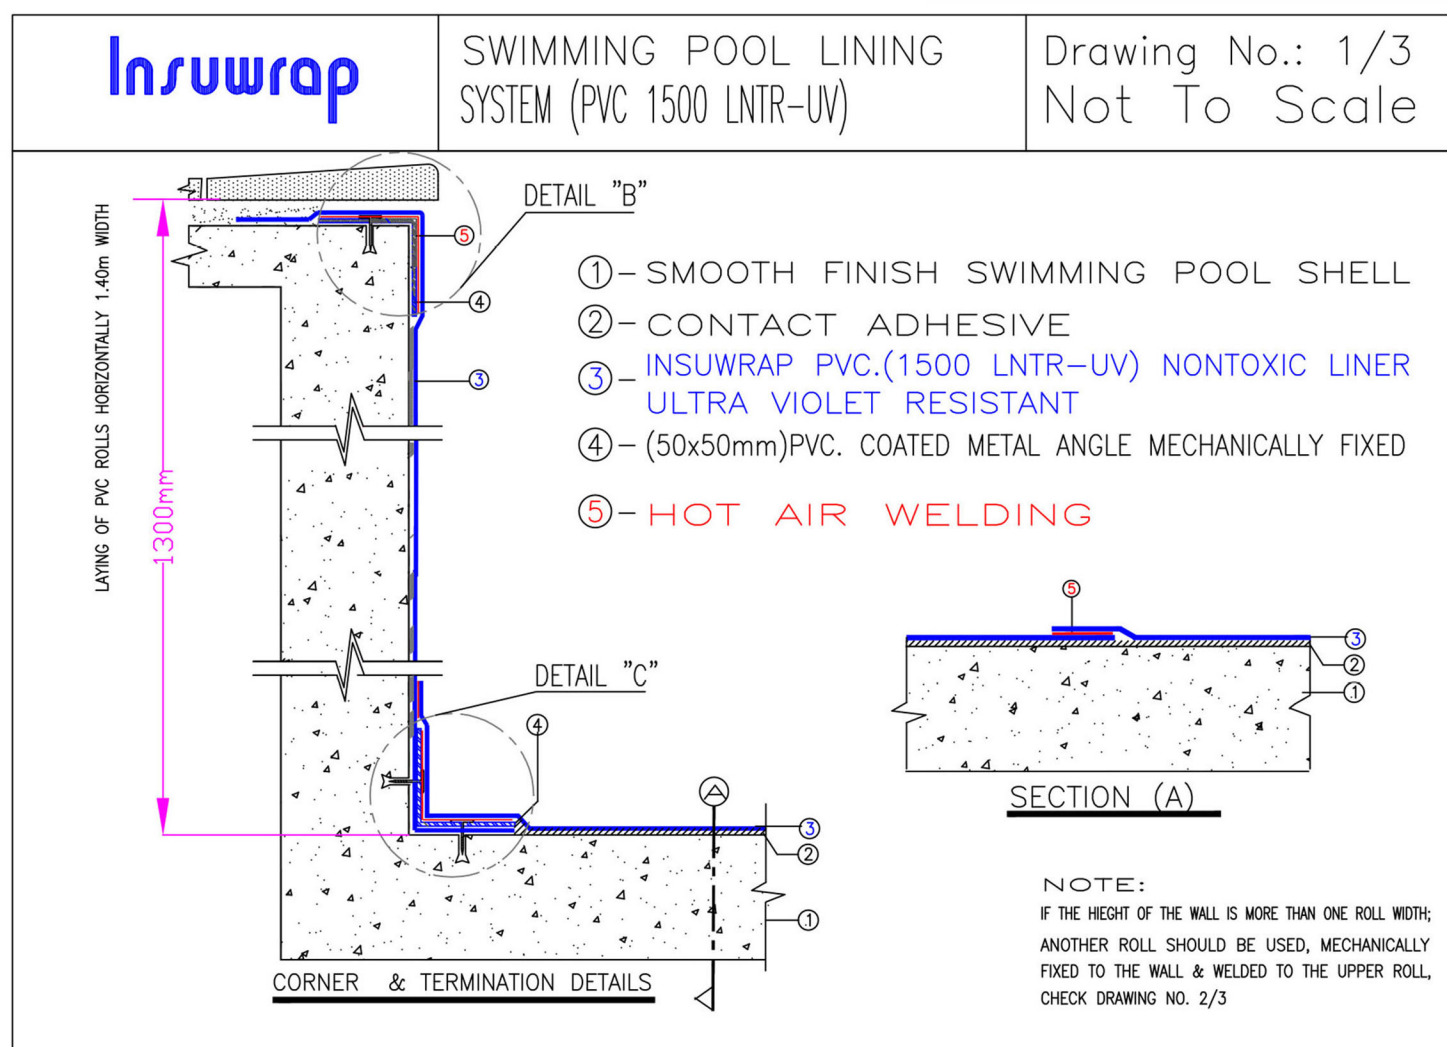 Insuwrap
SWIMMING POOL LINING
SYSTEM (PVC 1500 LNTR-UV)
Drawing No.: 1/3
Not To Scale
LAYING OF PVC ROLLS HORIZONTALLY 1.40m WIDTH
1300mm
DETAIL "B"
5
4
3
1 - SMOOTH FINISH SWIMMING POOL SHELL
2 - CONTACT ADHESIVE
3 - INSUWRAP PVC.(1500 LNTR-UV) NONTOXIC LINER
ULTRA VIOLET RESISTANT
4 - (50x50mm)PVC. COATED METAL ANGLE MECHANICALLY FIXED
5 - HOT AIR WELDING
DETAIL "C"
4
A
3
2
1
CORNER & TERMINATION DETAILS
5
3
2
1
SECTION (A)
NOTE:
IF THE HIEGHT OF THE WALL IS MORE THAN ONE ROLL WIDTH;
ANOTHER ROLL SHOULD BE USED, MECHANICALLY
FIXED TO THE WALL & WELDED TO THE UPPER ROLL,
CHECK DRAWING NO. 2/3